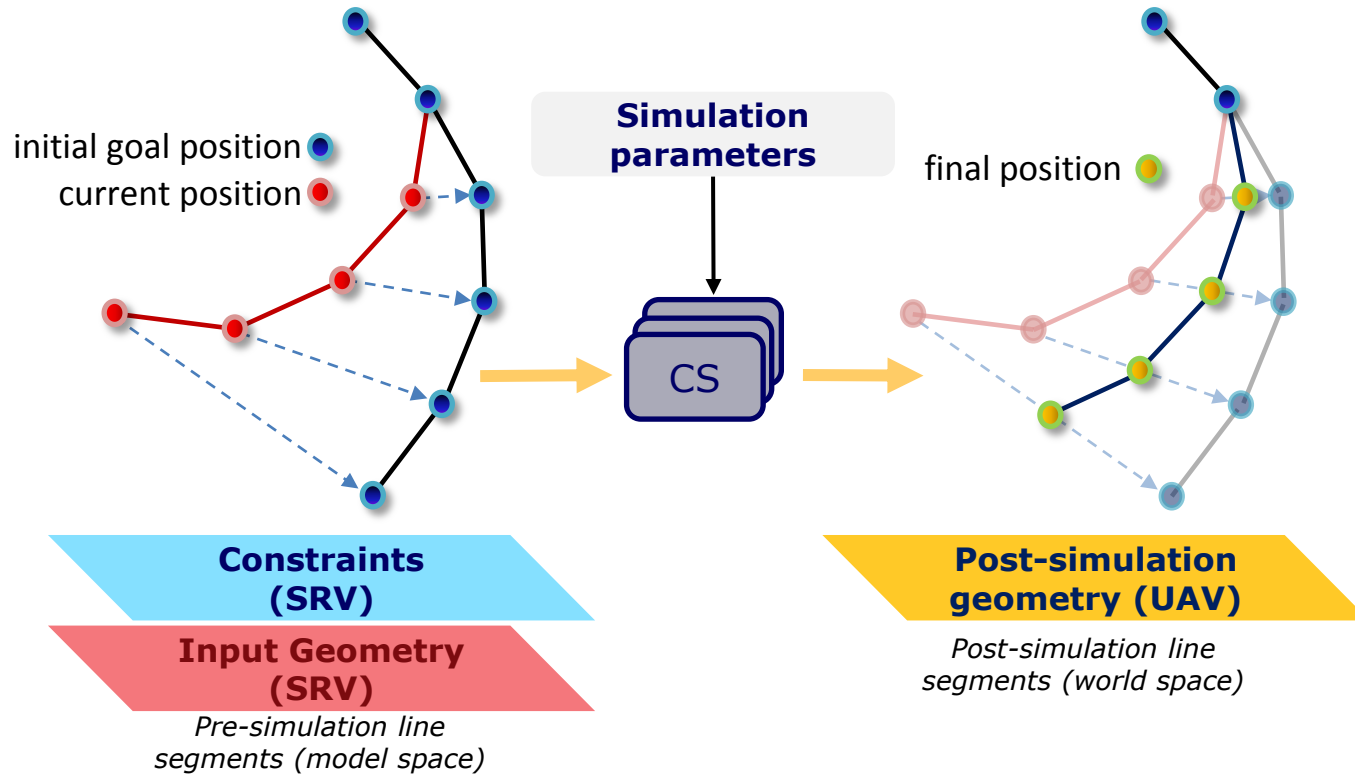 initial goal position
current position
Simulation
parameters
final position
CS
Constraints
(SRV)
Input Geometry
(SRV)
Pre-simulation line
segments (model space)
Post-simulation
geometry (UAV)
Post-simulation line
segments (world space)